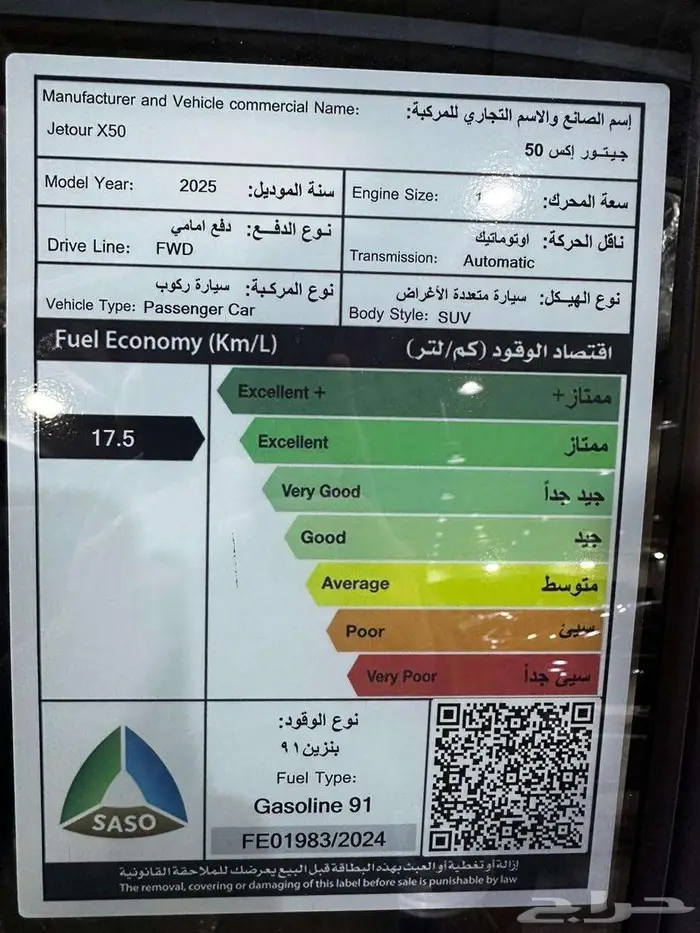 Manufacturer and Vehicle commercial Name:
إسم الصانع والاسم التجاري للمركبة:
Jetour X50
جيتور إكس 50
Model Year: 2025 سنة الموديل:
Engine Size: سعة المحرك:
نوع الدفع: دفع امامي
Drive Line: FWD
ناقل الحركة: اوتوماتيك
Transmission: Automatic
نوع المركبة: سيارة ركوب
Vehicle Type: Passenger Car
نوع الهيكل: سيارة متعددة الأغراض
Body Style: SUV
Fuel Economy (Km/L)
اقتصاد الوقود (كم/لتر)
17.5
Excellent + ممتاز+
Excellent ممتاز
Very Good جيد جداً
Good جيد
Average متوسط
Poor سيئ
Very Poor سيئ جداً
SASO
نوع الوقود:
بنزين ٩١
Fuel Type:
Gasoline 91
FE01983/2024
إزالة أو تغطية أو العبث بهذه البطاقة قبل البيع يعرضك للملاحقة القانونية
The removal, covering or damaging of this label before sale is punishable by law
حراج